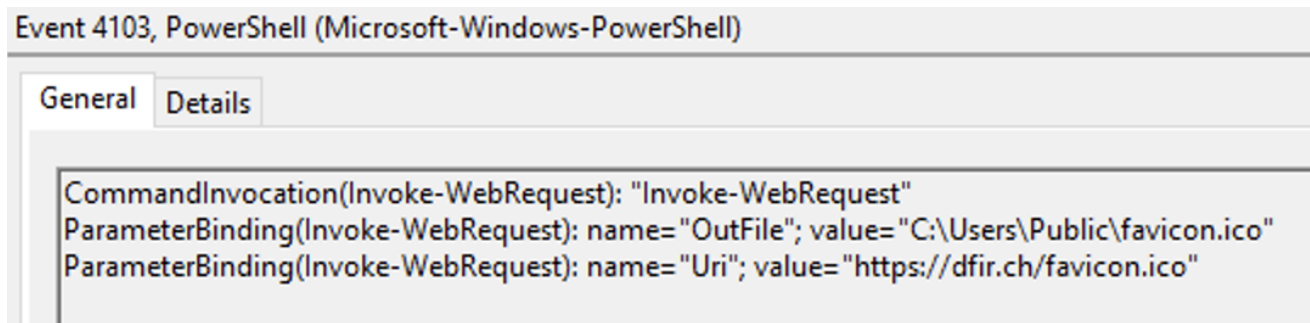 Event 4103, PowerShell (Microsoft-Windows-PowerShell)
General Details
CommandInvocation(Invoke-WebRequest): "Invoke-WebRequest"
ParameterBinding(Invoke-WebRequest): name="OutFile"; value="C:\Users\Public\favicon.ico"
ParameterBinding(Invoke-WebRequest): name="Uri"; value="https://dfir.ch/favicon.ico"